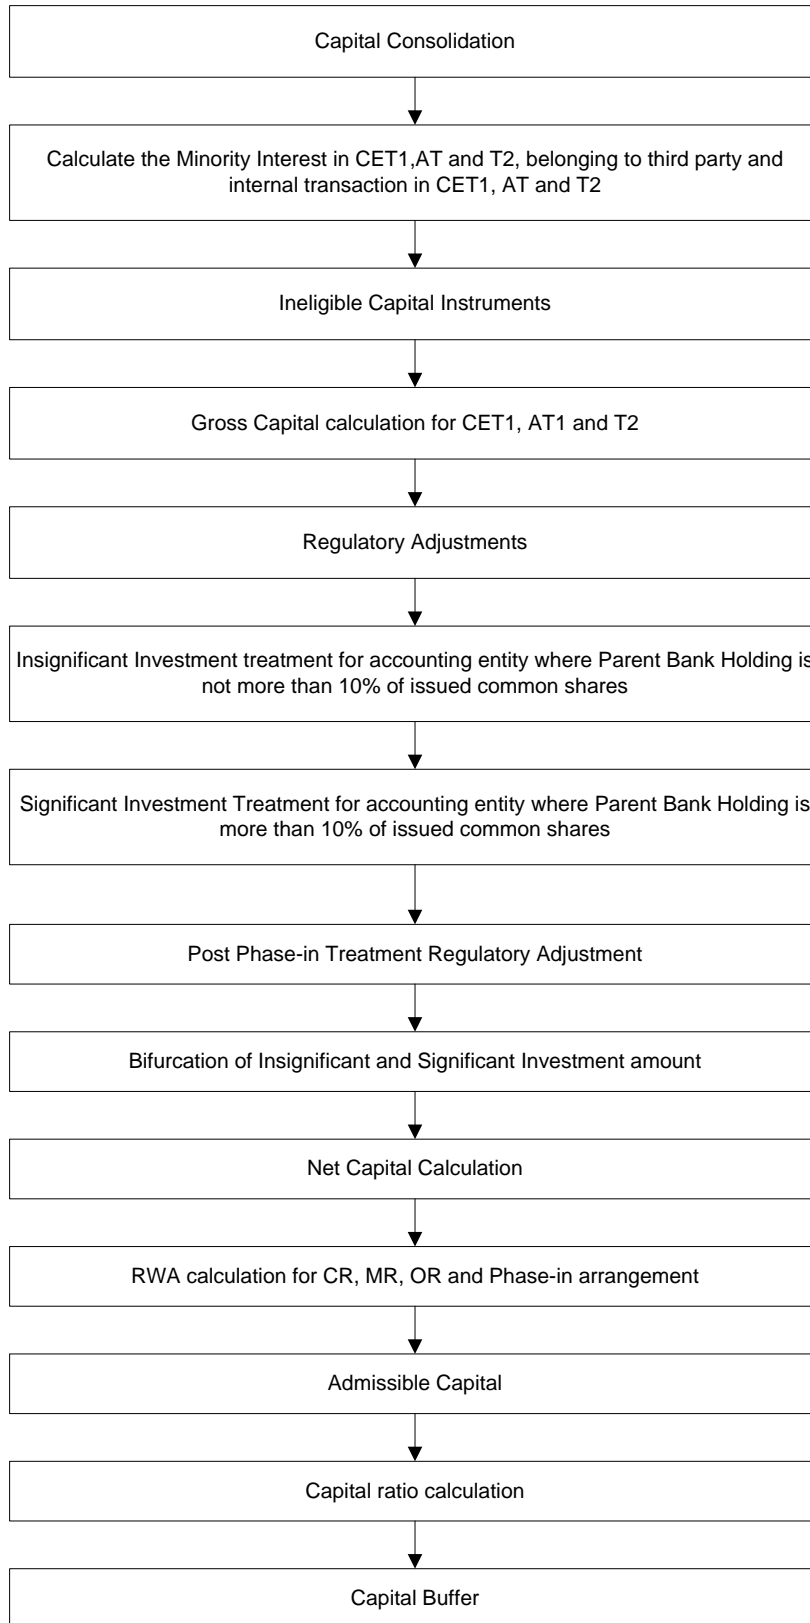 Capital Consolidation
Calculate the Minority Interest in CET1,AT and T2, belonging to third party and
internal transaction in CET1, AT and T2
Ineligible Capital Instruments
Gross Capital calculation for CET1, AT1 and T2
Regulatory Adjustments
Insignificant Investment treatment for accounting entity where Parent Bank Holding is
not more than 10% of issued common shares
Significant Investment Treatment for accounting entity where Parent Bank Holding is
more than 10% of issued common shares
Post Phase-in Treatment Regulatory Adjustment
Bifurcation of Insignificant and Significant Investment amount
Net Capital Calculation
RWA calculation for CR, MR, OR and Phase-in arrangement
Admissible Capital
Capital ratio calculation
Capital Buffer